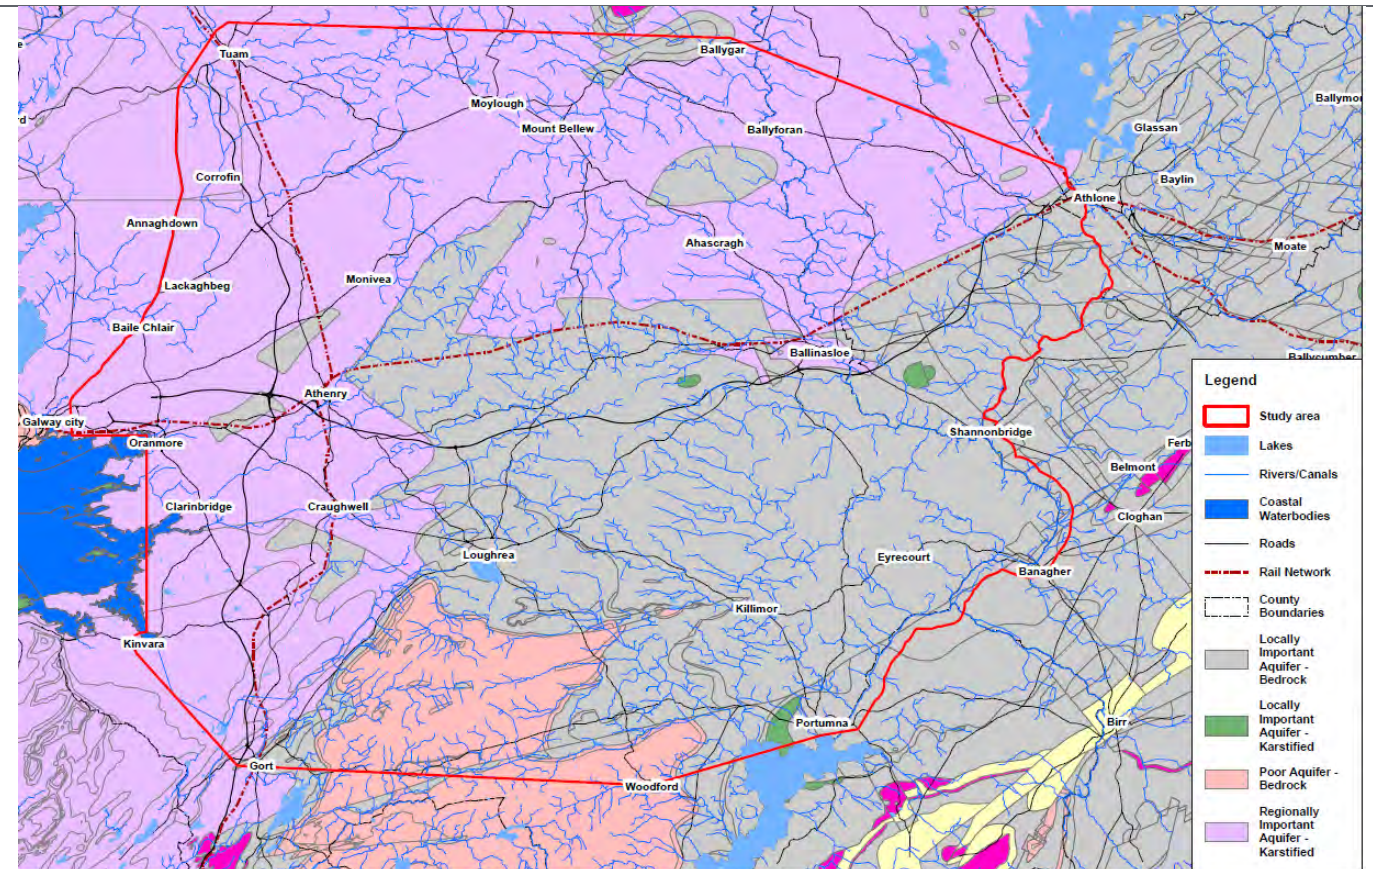 Tuam
Ballygar
Moylough
Mount Bellew
Ballyforan
Glassan
Ballymor
Corrofin
Baylin
Athlone
Annaghdown
Ahascragh
Moate
Lackaghbeg
Monivea
Baile Chlair
Ballinasloe
Ballycumber
Athenry
Galway city
Oranmore
Shannonbridge
Ferb
Belmont
Clarinbridge
Craughwell
Cloghan
Loughrea
Eyrecourt
Banagher
Killimor
Kinvara
Portumna
Birr
Gort
Woodford
Legend
Study area
Lakes
Rivers/Canals
Coastal
Waterbodies
Roads
Rail Network
County
Boundaries
Locally
Important
Aquifer -
Bedrock
Locally
Important
Aquifer -
Karstified
Poor Aquifer -
Bedrock
Regionally
Important
Aquifer -
Karstified